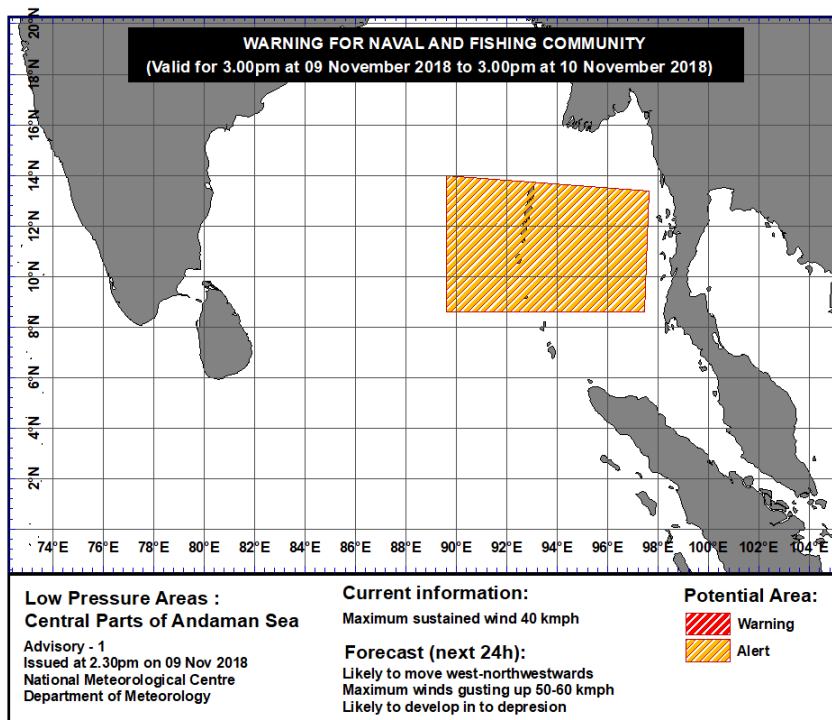 WARNING FOR NAVAL AND FISHING COMMUNITY
(Valid for 3.00pm at 09 November 2018 to 3.00pm at 10 November 2018)
20°N
18°N
16°N
14°N
12°N
10°N
8°N
6°N
4°N
2°N
74°E 76°E 78°E 80°E 82°E 84°E 86°E 88°E 90°E 92°E 94°E 96°E 98°E 100°E 102°E 104°E
Low Pressure Areas :
Central Parts of Andaman Sea
Advisory - 1
Issued at 2.30pm on 09 Nov 2018
National Meteorological Centre
Department of Meteorology
Current information:
Maximum sustained wind 40 kmph
Forecast (next 24h):
Likely to move west-northwestwards
Maximum winds gusting up 50-60 kmph
Likely to develop in to depresion
Potential Area:
Warning
Alert